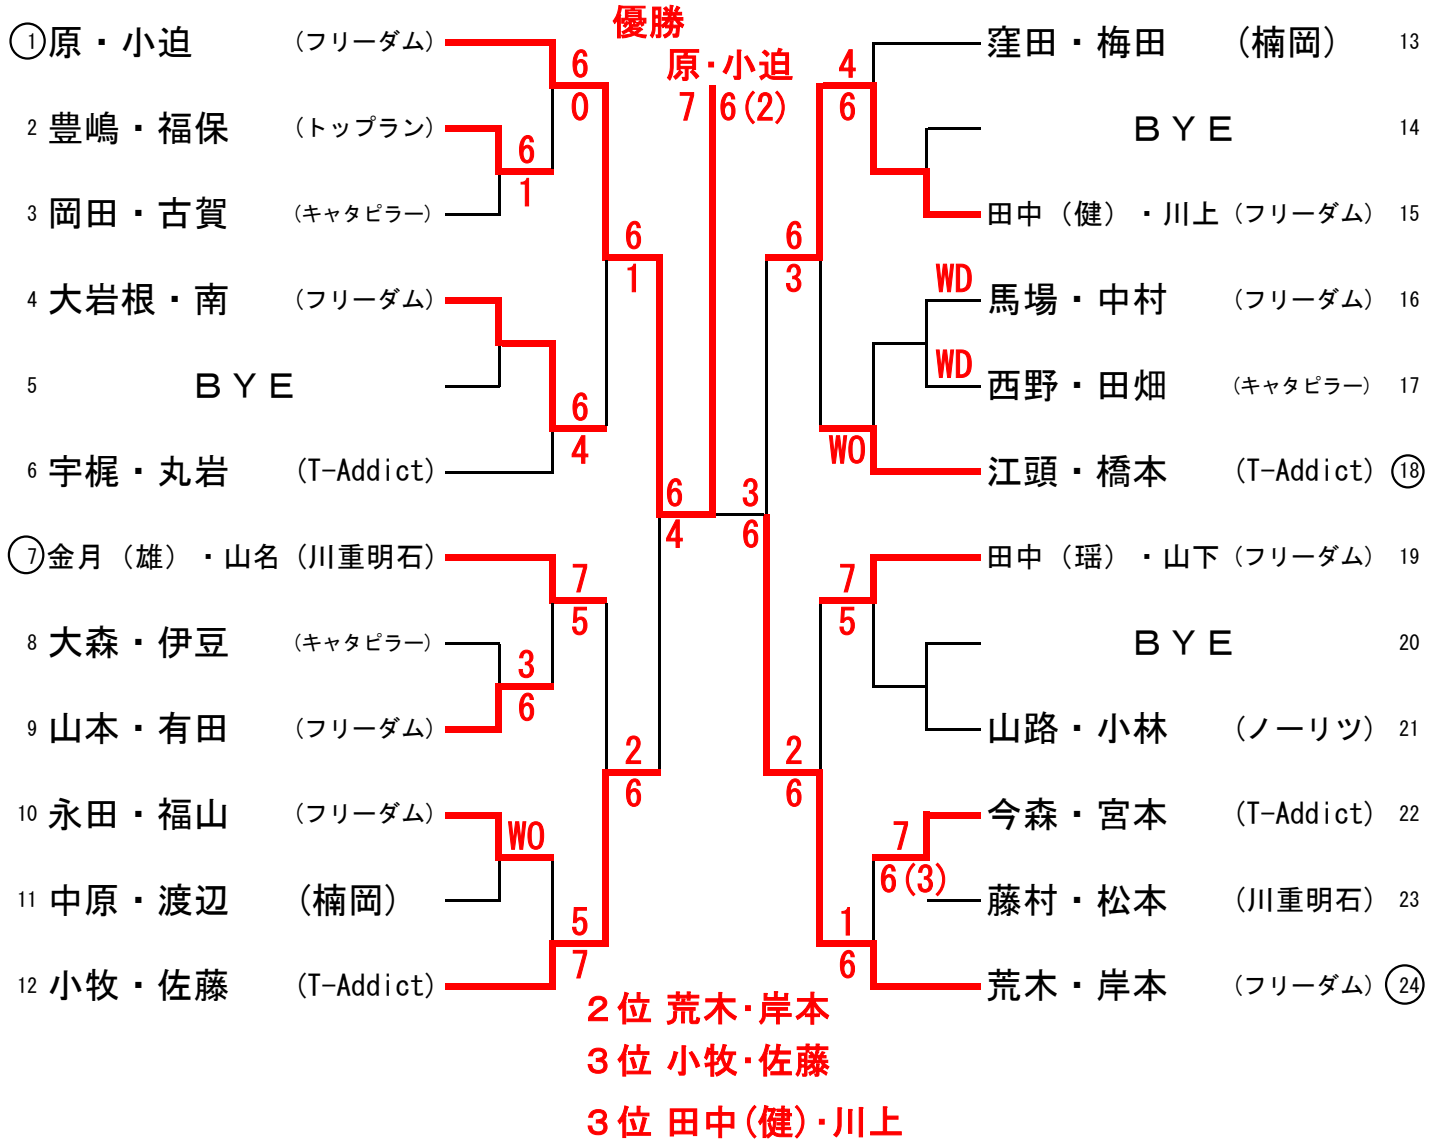 優勝
原・小迫
7 6(2)
1 原・小迫 (フリーダム)
2 豊嶋・福保 (トップラン)
3 岡田・古賀 (キャタピラー)
4 大岩根・南 (フリーダム)
5 BYE
6 宇梶・丸岩 (T-Addict)
7 金月(雄)・山名 (川重明石)
8 大森・伊豆 (キャタピラー)
9 山本・有田 (フリーダム)
10 永田・福山 (フリーダム)
11 中原・渡辺 (楠岡)
12 小牧・佐藤 (T-Addict)
6
0
6
1
6
1
6
4
6
4
7
5
3
6
2
6
WO
5
7
窪田・梅田 (楠岡) 13
BYE 14
田中(健)・川上 (フリーダム) 15
馬場・中村 (フリーダム) 16
西野・田畑 (キャタピラー) 17
江頭・橋本 (T-Addict) 18
田中(瑶)・山下 (フリーダム) 19
BYE 20
山路・小林 (ノーリツ) 21
今森・宮本 (T-Addict) 22
藤村・松本 (川重明石) 23
荒木・岸本 (フリーダム) 24
4
6
6
3
WD
WD
WO
3
6
7
5
2
6
7
6(3)
1
6
2位 荒木・岸本
3位 小牧・佐藤
3位 田中(健)・川上